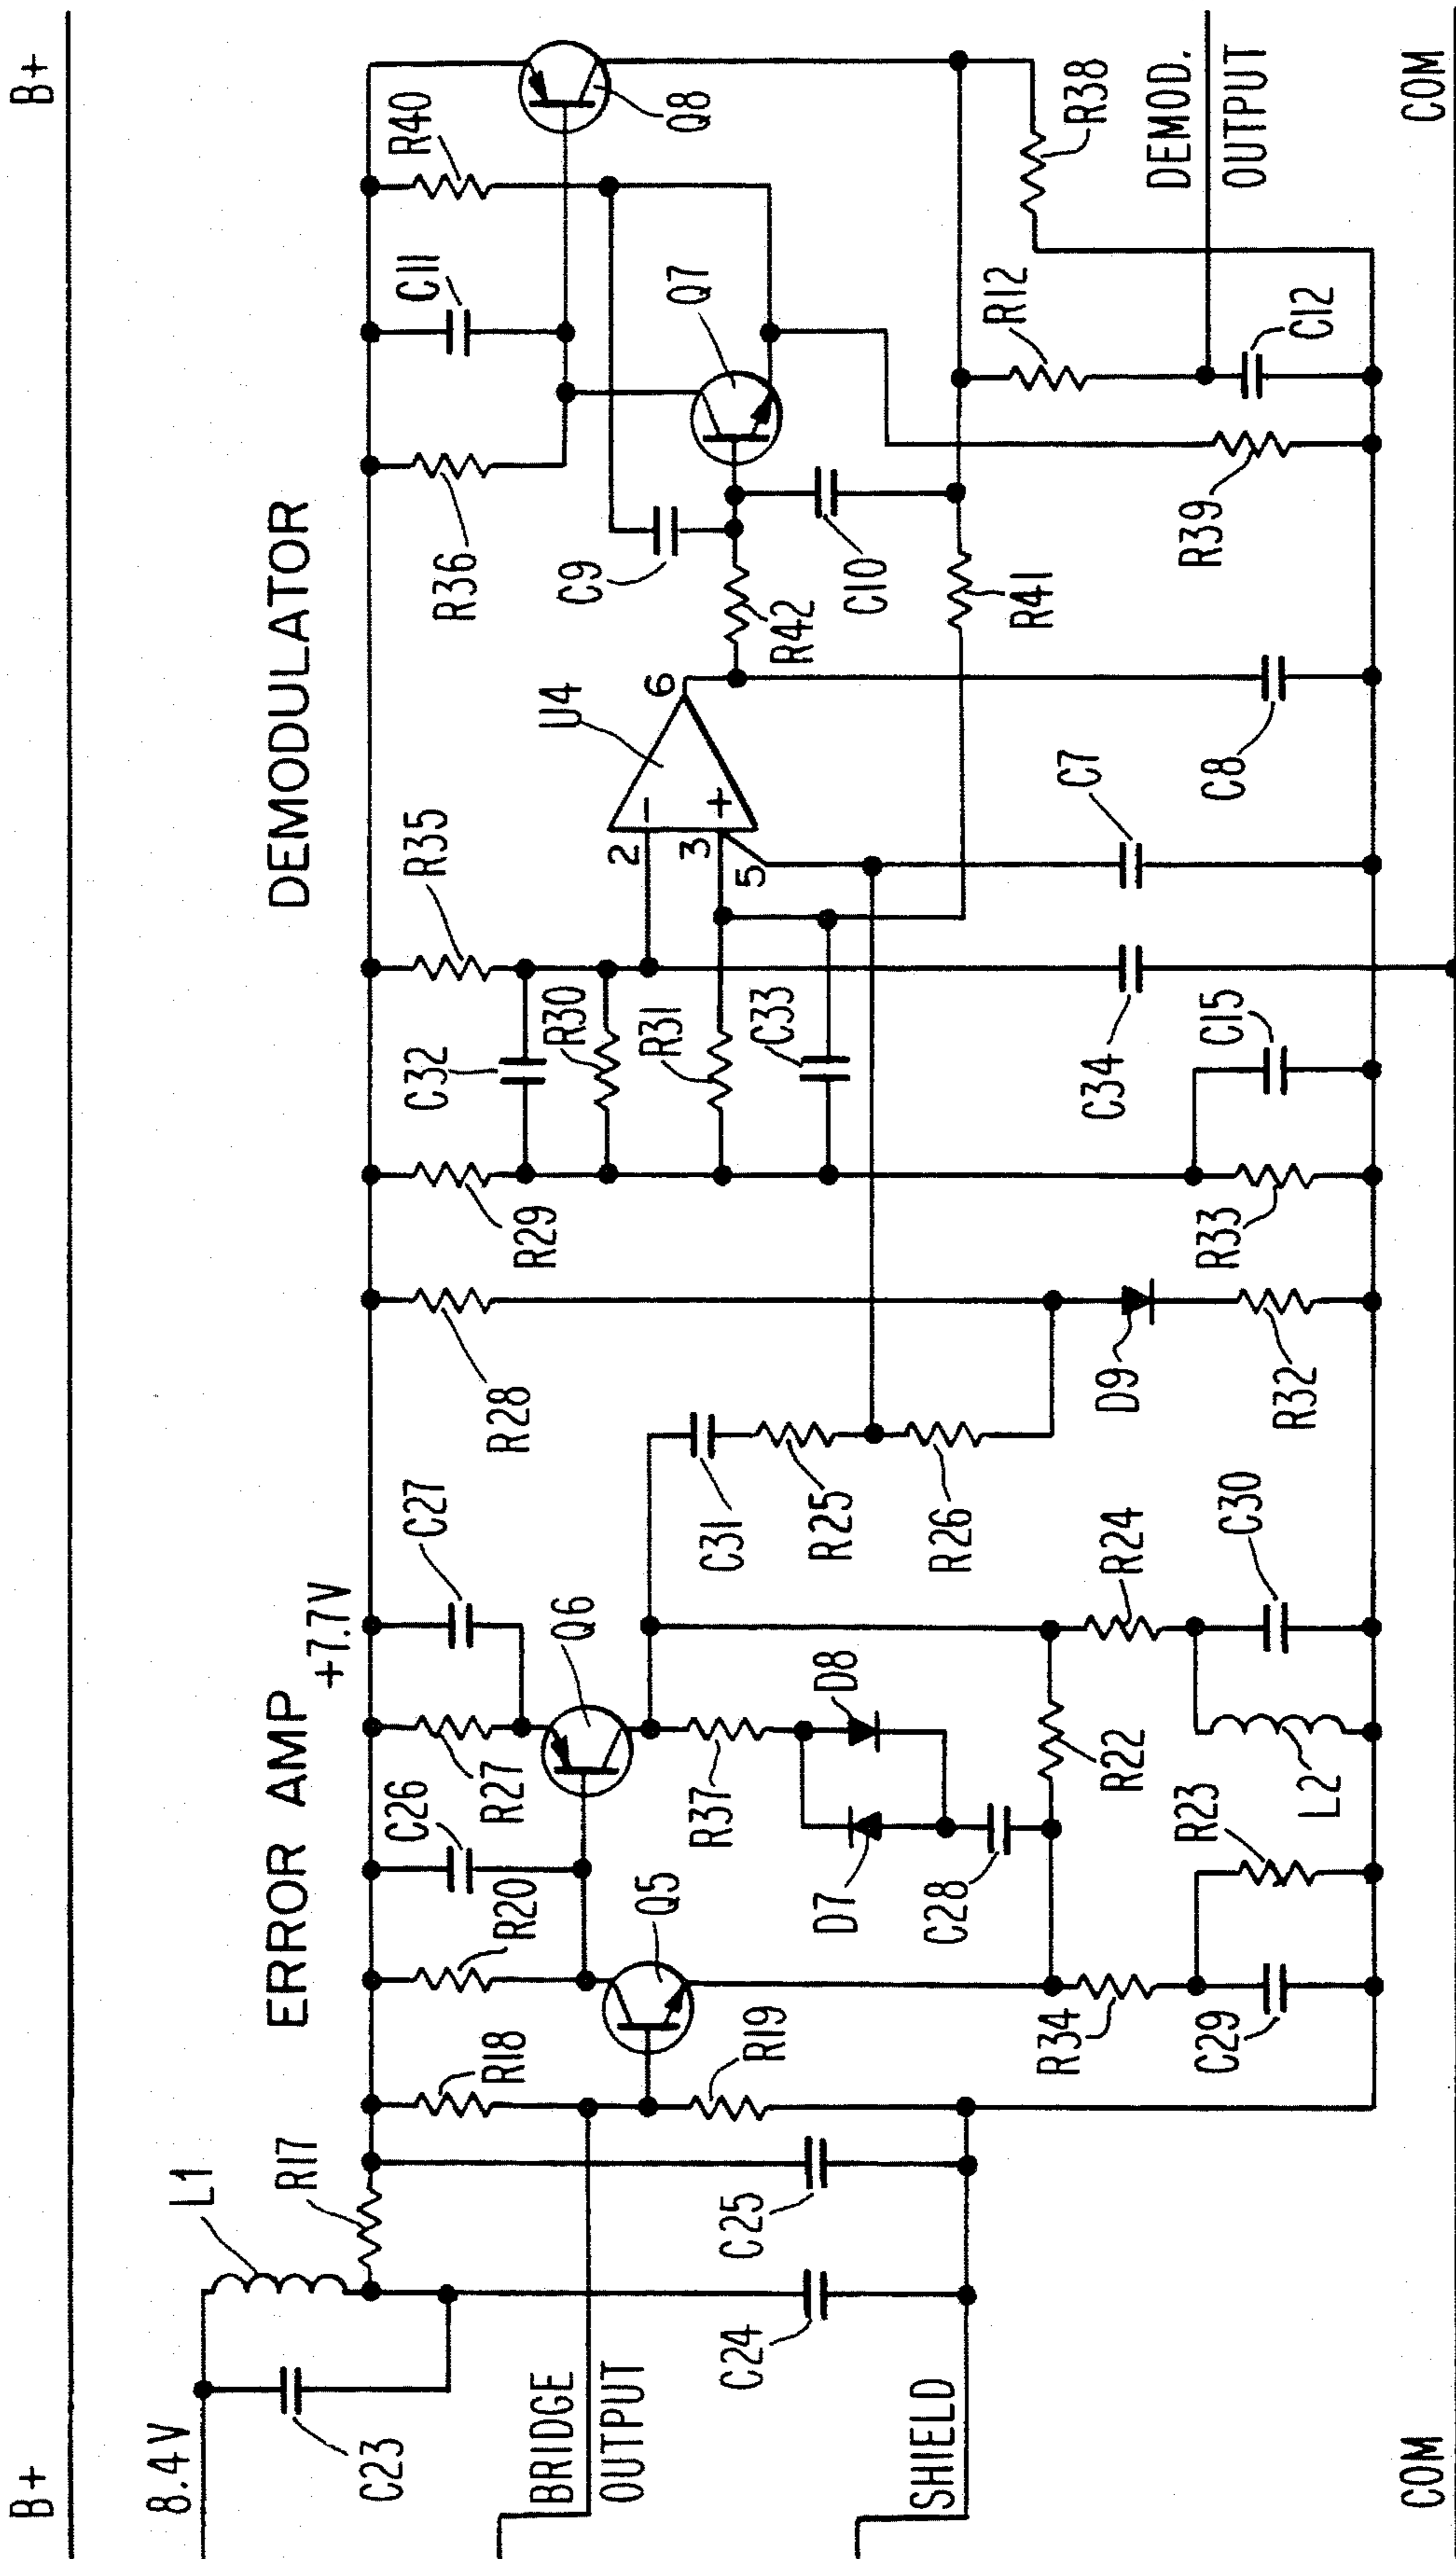 B+
B+
ERROR AMP
DEMODULATOR
8.4V
L1
R17
+7.7V
C23
BRIDGE
OUTPUT
SHIELD
C24
C25
R18
R19
R20
C26
R27
C27
Q5
Q6
R37
D7
D8
C28
R22
R34
C29
R23
L2
R24
C30
C31
R25
R26
R28
D9
R32
R29
R33
C15
C32
R30
R31
C33
R35
C34
2
3
5
6
U4
C7
C8
R42
R41
C9
C10
R36
C11
R40
Q7
Q8
R39
R12
C12
R38
DEMOD.
OUTPUT
COM
COM